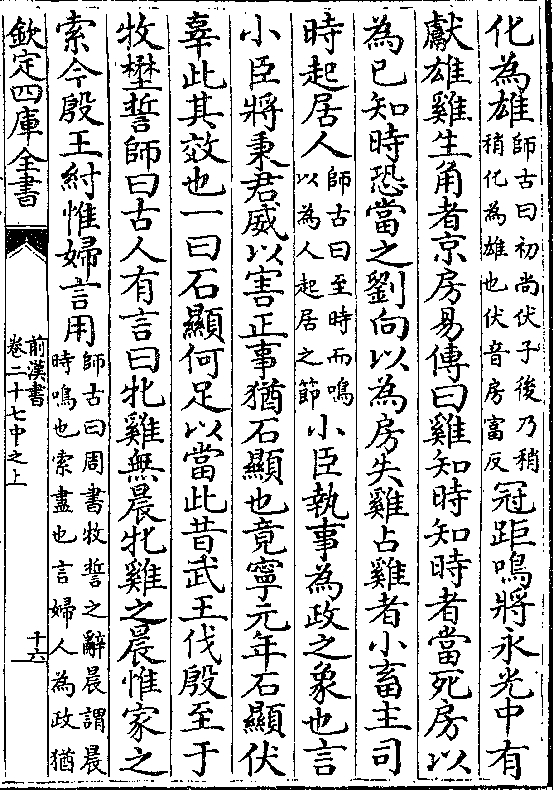 化為雄師古曰初尚伏子後乃稍稍化為雄也伏音房富反冠距鳴將永光中有
獻雄雞生角者京房易傳曰雞知時知時者當死房以
為已知時恐當之劉向以為房失雞占雞者小畜主司
時起居人師古曰至時而鳴以為人起居之節小臣執事為政之象也言
小臣將秉君威以害正事猶石顯也竟寧元年石顯伏
辜此其效也一曰石顯何足以當此昔武王伐殷至于
牧壄誓師曰古人有言曰牝雞無晨牝雞之晨惟家之
索今殷王紂惟婦言用師古曰周書牧誓之辭晨謂晨時鳴也索盡也言婦人為政猶
欽定四庫全書
前漢書
卷二十七中之上
十六